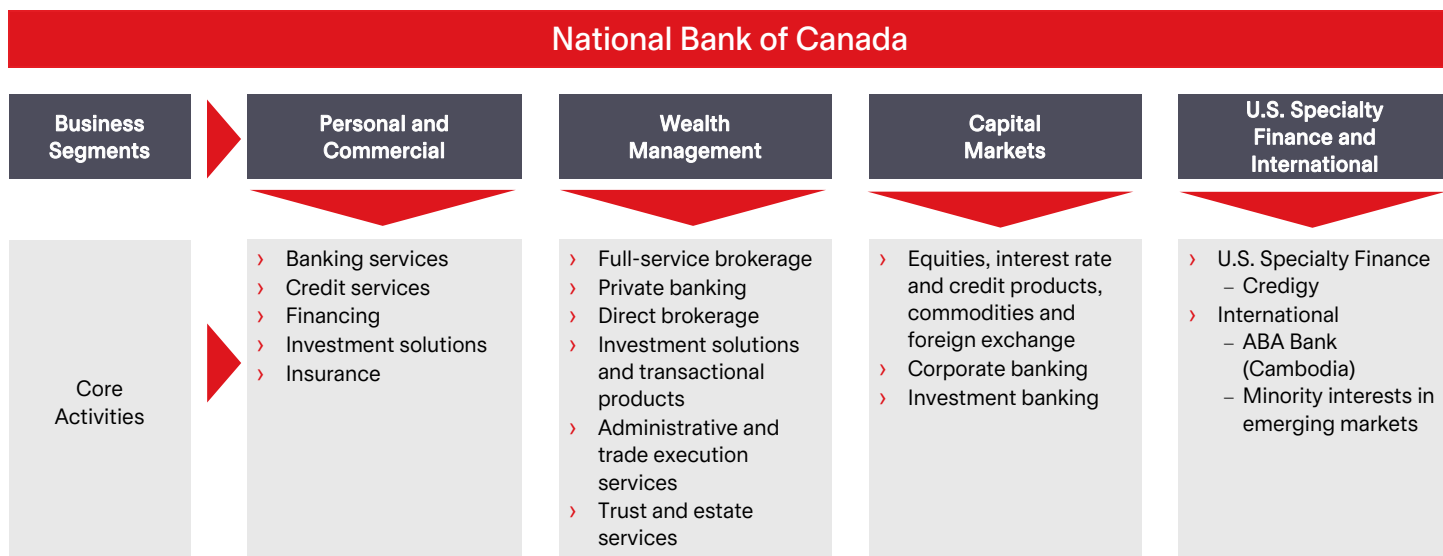 National Bank of Canada
Business
Segments
Personal and
Commercial
Wealth
Management
Capital
Markets
U.S. Specialty
Finance and
International
Core
Activities
› Banking services
› Credit services
› Financing
› Investment solutions
› Insurance
› Full-service brokerage
› Private banking
› Direct brokerage
› Investment solutions
and transactional
products
› Administrative and
trade execution
services
› Trust and estate
services
› Equities, interest rate
and credit products,
commodities and
foreign exchange
› Corporate banking
› Investment banking
› U.S. Specialty Finance
– Credigy
› International
– ABA Bank
(Cambodia)
– Minority interests in
emerging markets